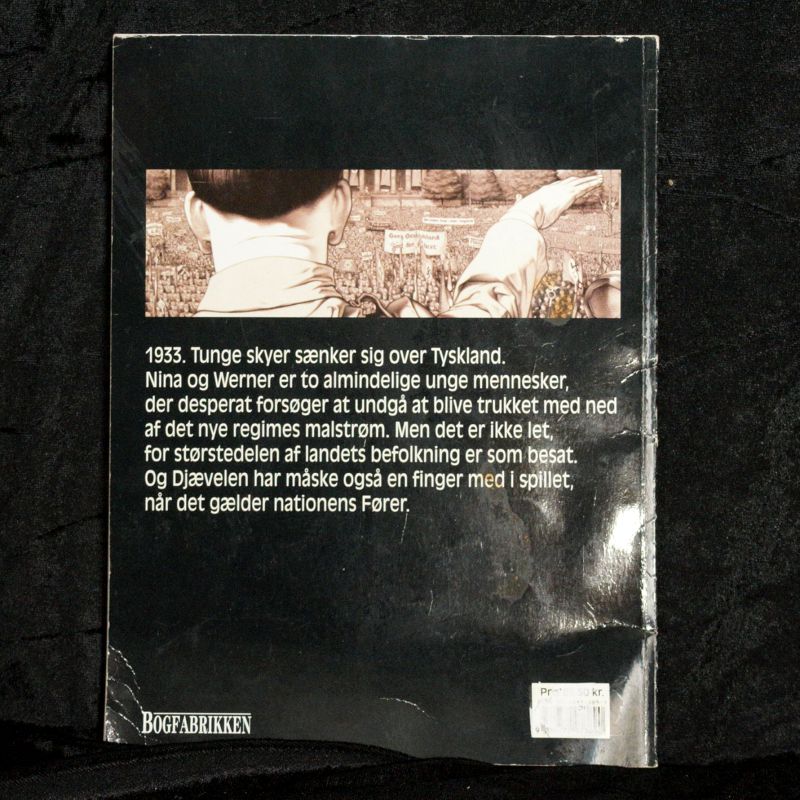 1933. Tunge skyer sænker sig over Tyskland.
Nina og Werner er to almindelige unge mennesker,
der desperat forsøger at undgå at blive trukket med ned
af det nye regimes malstrøm. Men det er ikke let,
for størstedelen af landets befolkning er som besat.
Og Djævelen har måske også en finger med i spillet,
når det gælder nationens Fører.
kr.
BOGFABRIKKEN